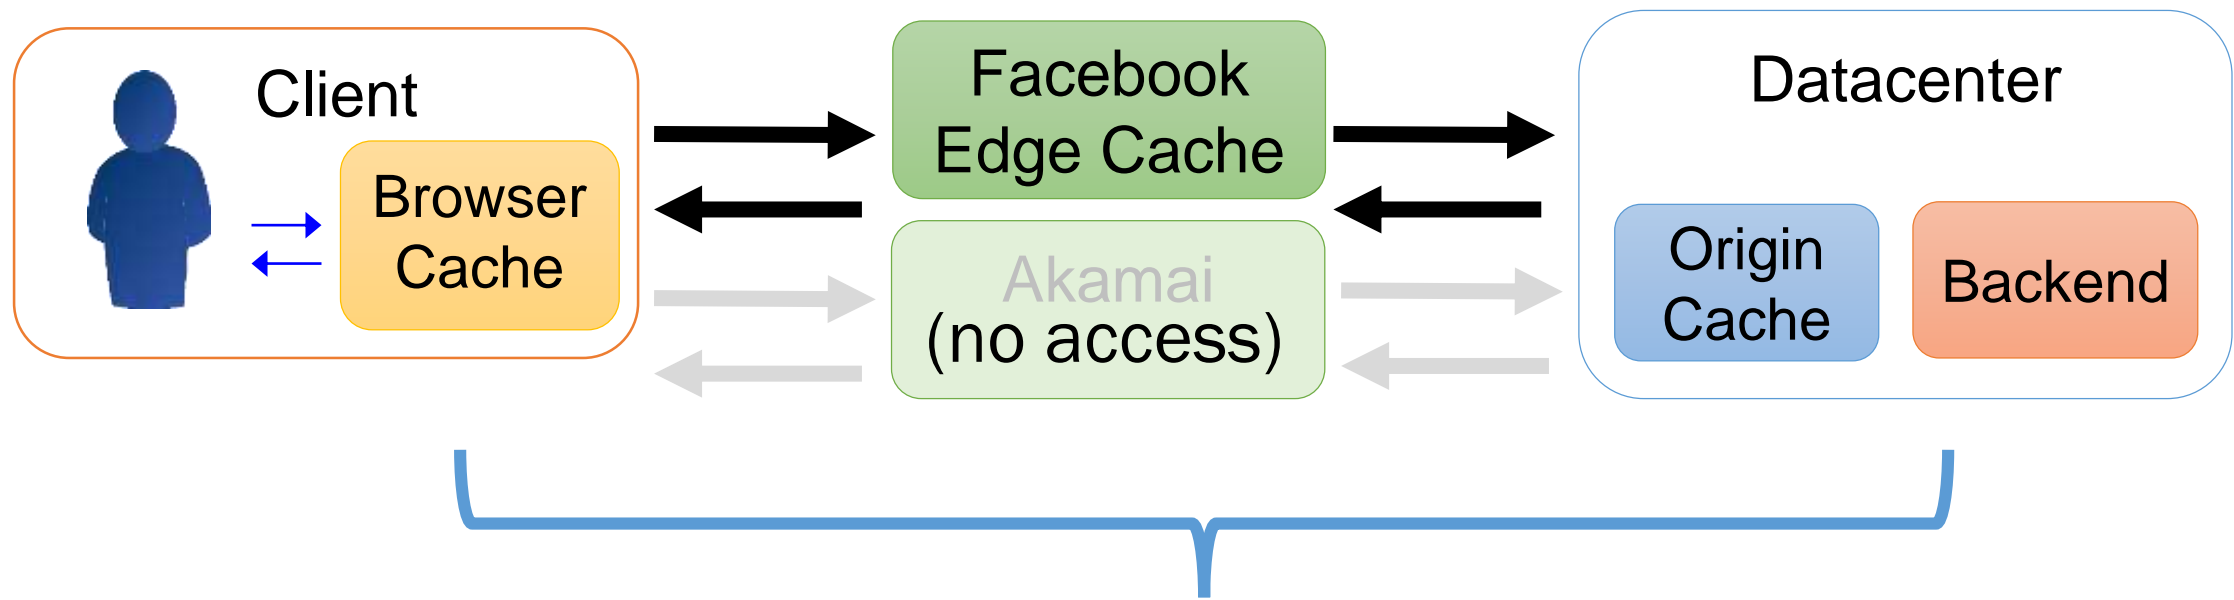 Client
Browser
Cache
Facebook
Edge Cache
Akamai
(no access)
Datacenter
Origin
Cache
Backend